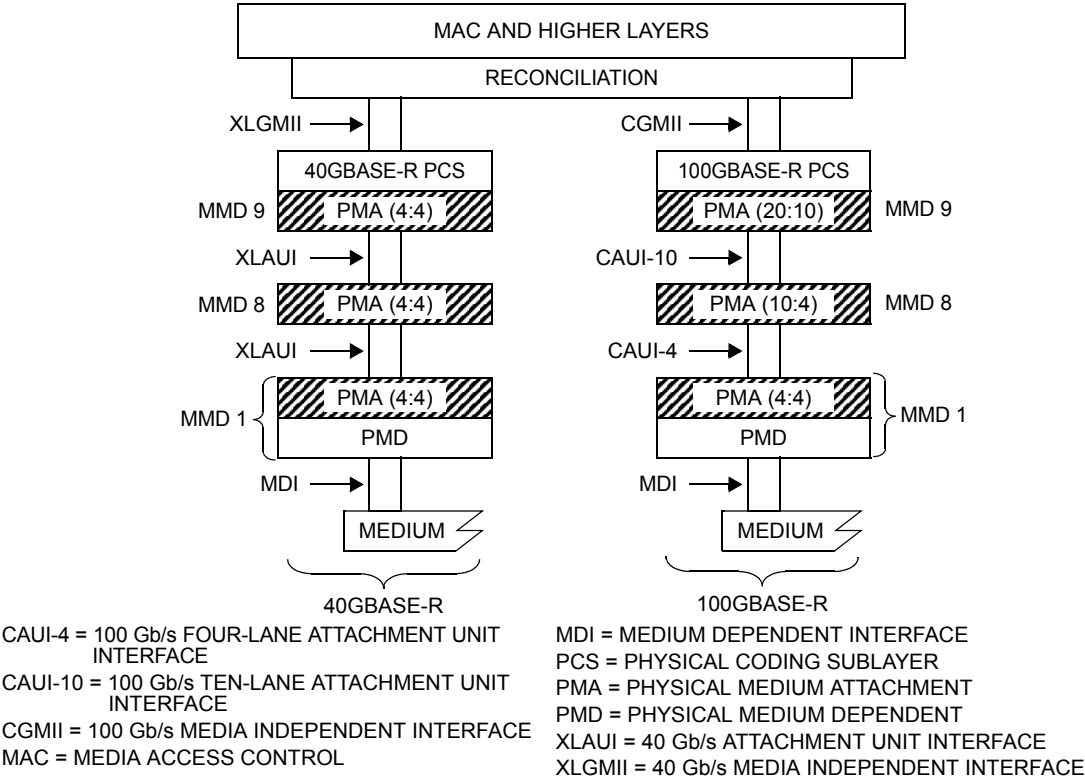 MAC AND HIGHER LAYERS
RECONCILIATION
XLGMII
CGMII
40GBASE-R PCS
100GBASE-R PCS
MMD 9
PMA (4:4)
PMA (20:10)
MMD 9
XLAUI
CAUI-10
MMD 8
PMA (4:4)
PMA (10:4)
MMD 8
XLAUI
CAUI-4
MMD 1
PMA (4:4)
PMD
PMA (4:4)
PMD
MMD 1
MDI
MDI
MEDIUM
MEDIUM
40GBASE-R
100GBASE-R
CAUI-4 = 100 Gb/s FOUR-LANE ATTACHMENT UNIT
INTERFACE
CAUI-10 = 100 Gb/s TEN-LANE ATTACHMENT UNIT
INTERFACE
CGMII = 100 Gb/s MEDIA INDEPENDENT INTERFACE
MAC = MEDIA ACCESS CONTROL
MDI = MEDIUM DEPENDENT INTERFACE
PCS = PHYSICAL CODING SUBLAYER
PMA = PHYSICAL MEDIUM ATTACHMENT
PMD = PHYSICAL MEDIUM DEPENDENT
XLAUI = 40 Gb/s ATTACHMENT UNIT INTERFACE
XLGMII = 40 Gb/s MEDIA INDEPENDENT INTERFACE